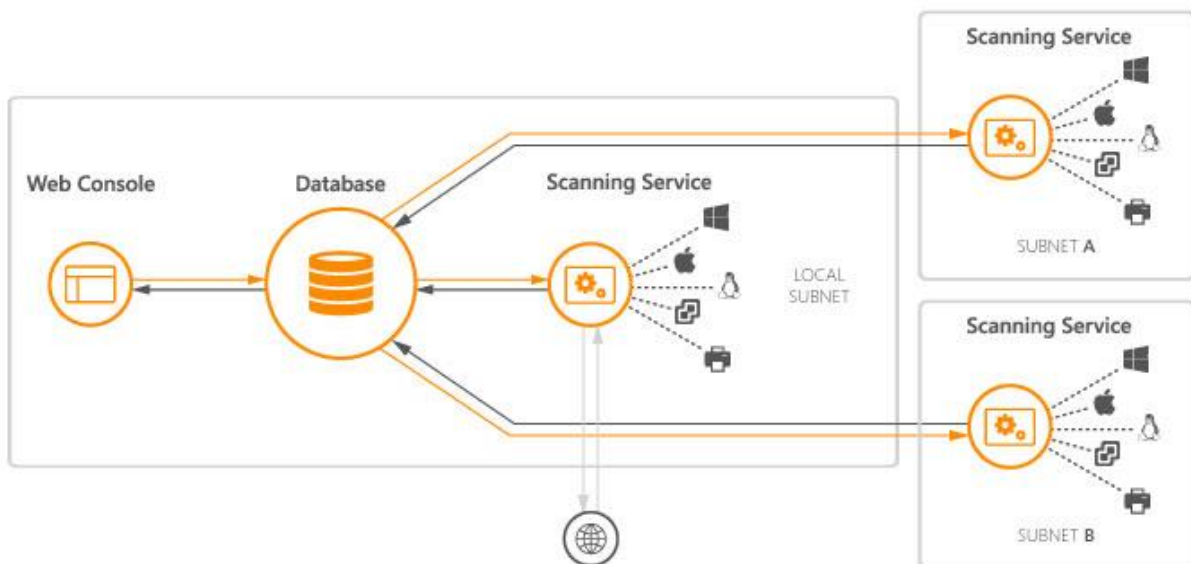 Scanning Service
SUBNET A
Web Console
Database
Scanning Service
LOCAL
SUBNET
Scanning Service
SUBNET B